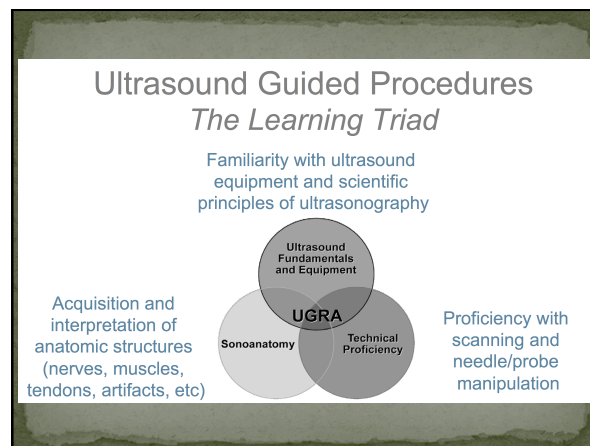 Ultrasound Guided Procedures
The Learning Triad
Familiarity with ultrasound
equipment and scientific
principles of ultrasonography
Ultrasound
Fundamentals
and Equipment
UGRA
Sonoanatomy
Technical
Proficiency
Acquisition and
interpretation of
anatomic structures
(nerves, muscles,
tendons, artifacts, etc)
Proficiency with
scanning and
needle/probe
manipulation